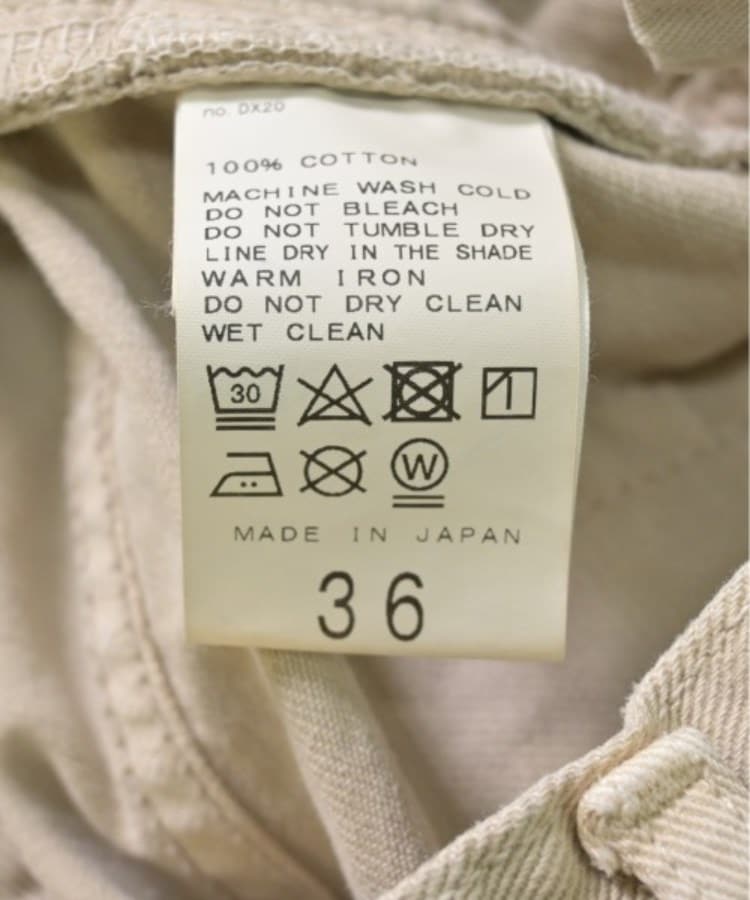 no. DX20
100% COTTON
MACHINE WASH COLD
DO NOT BLEACH
DO NOT TUMBLE DRY
LINE DRY IN THE SHADE
WARM IRON
DO NOT DRY CLEAN
WET CLEAN
30
W
MADE IN JAPAN
36